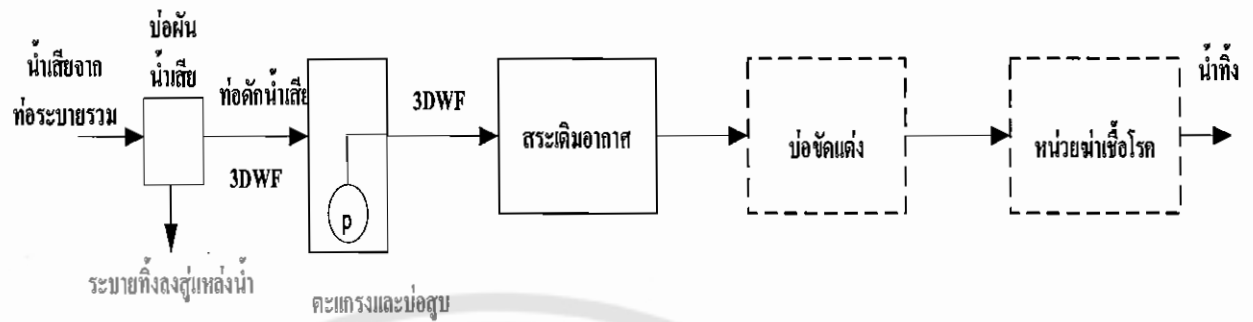 น้ำเสียจาก
ท่อระบายรวม
บ่อผัน
น้ำเสีย
ท่อดักน้ำเสีย
3DWF
ระบายทิ้งลงสู่แหล่งน้ำ
P
ตะแกรงและบ่อสูบ
3DWF
สระเติมอากาศ
บ่อขัดแต่ง
หน่วยฆ่าเชื้อโรค
น้ำทิ้ง